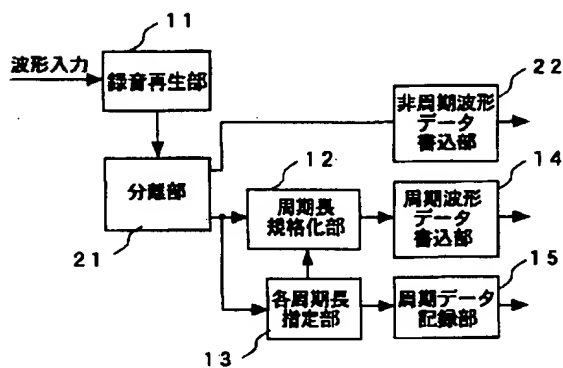 11
波形入力
録音再生部
22
非周期波形
データ
書込部
12
分離部
21
周期長
規格化部
14
周期波形
データ
書込部
各周期長
指定部
13
15
周期データ
記録部